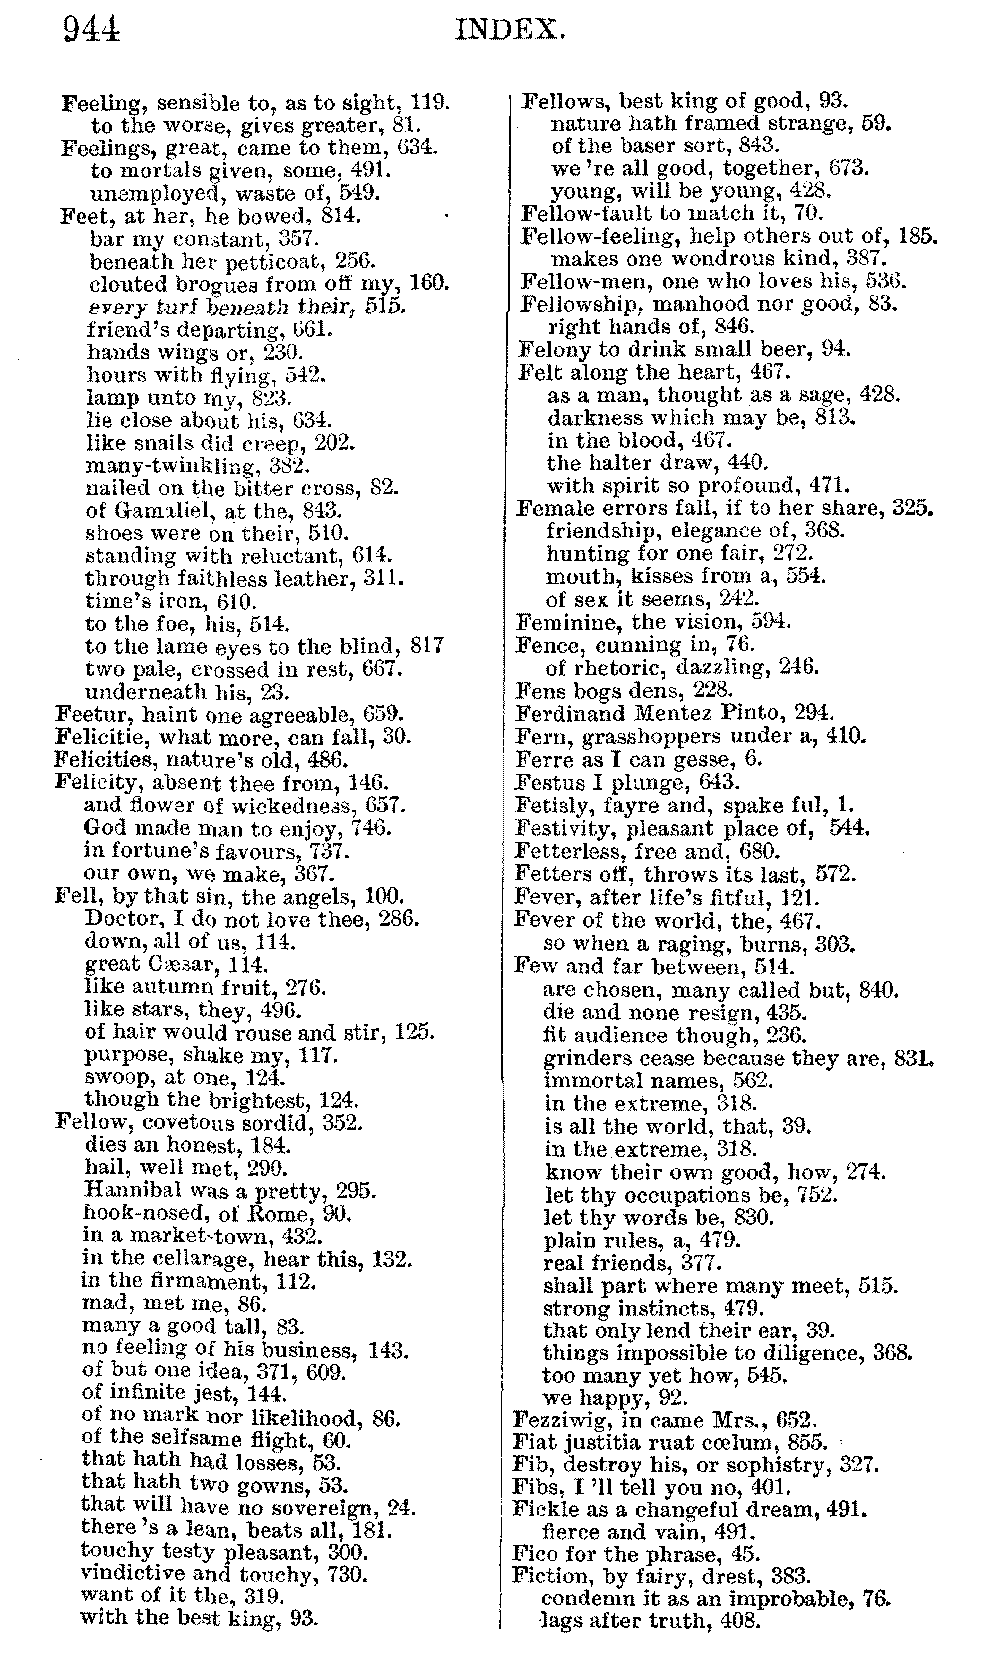 944
INDEX.
Feeling, sensible to, as to sight, 119.
to the worse, gives greater, 81.
Feelings, great, came to them, 634.
to mortals given, some, 491.
unemployed, waste of, 549.
Feet, at her, he bowed, 814.
bar my constant, 357.
beneath her petticoat, 256.
clouted brogues from off my, 160.
every turf beneath their, 515.
friend's departing, 661.
hands wings or, 230.
hours with flying, 542.
lamp unto my, 823.
lie close about his, 634.
like snails did creep, 202.
many-twinkling, 382.
nailed on the bitter cross, 82.
of Gamaliel, at the, 843.
shoes were on their, 510.
standing with reluctant, 614.
through faithless leather, 311.
time's iron, 610.
to the foe, his, 514.
to the lame eyes to the blind, 817
two pale, crossed in rest, 667.
underneath his, 23.
Feetur, haint one agreeable, 659.
Felicitie, what more, can fall, 30.
Felicities, nature's old, 486.
Felicity, absent thee from, 146.
and flower of wickedness, 657.
God made man to enjoy, 746.
in fortune's favours, 737.
our own, we make, 367.
Fell, by that sin, the angels, 100.
Doctor, I do not love thee, 286.
down, all of us, 114.
great Cæsar, 114.
like autumn fruit, 276.
like stars, they, 496.
of hair would rouse and stir, 125.
purpose, shake my, 117.
swoop, at one, 124.
though the brightest, 124.
Fellow, covetous sordid, 352.
dies an honest, 184.
hail, well met, 290.
Hannibal was a pretty, 295.
hook-nosed, of Rome, 90.
in a market-town, 432.
in the cellarage, hear this, 132.
in the firmament, 112.
mad, met me, 86.
many a good tall, 83.
no feeling of his business, 143.
of but one idea, 371, 609.
of infinite jest, 144.
of no mark nor likelihood, 86.
of the selfsame flight, 60.
that hath had losses, 53.
that hath two gowns, 53.
that will have no sovereign, 24.
there's a lean, beats all, 181.
touchy testy pleasant, 300.
vindictive and touchy, 730.
want of it the, 319.
with the best king, 93.
Fellows, best king of good, 93.
nature hath framed strange, 59.
of the baser sort, 843.
we're all good, together, 673.
young, will be young, 428.
Fellow-fault to match it, 70.
Fellow-feeling, help others out of, 185.
makes one wondrous kind, 387.
Fellow-men, one who loves his, 536.
Fellowship, manhood nor good, 83.
right hands of, 846.
Felony to drink small beer, 94.
Felt along the heart, 467.
as a man, thought as a sage, 428.
darkness which may be, 813.
in the blood, 467.
the halter draw, 440.
with spirit so profound, 471.
Female errors fall, if to her share, 325.
friendship, elegance of, 368.
hunting for one fair, 272.
mouth, kisses from a, 554.
of sex it seems, 242.
Feminine, the vision, 594.
Fence, cunning in, 76.
of rhetoric, dazzling, 246.
Fens bogs dens, 228.
Ferdinand Mentez Pinto, 294.
Fern, grasshoppers under a, 410.
Ferre as I can gesse, 6.
Festus I plunge, 643.
Fetisly, fayre and, spake ful, 1.
Festivity, pleasant place of, 544.
Fetterless, free and, 680.
Fetters off, throws its last, 572.
Fever, after life's fitful, 121.
Fever of the world, the, 467.
so when a raging, burns, 303.
Few and far between, 514.
are chosen, many called but, 840.
die and none resign, 435.
fit audience though, 236.
grinders cease because they are, 831.
immortal names, 562.
in the extreme, 318.
is all the world, that, 39.
in the extreme, 318.
know their own good, how, 274.
let thy occupations be, 752.
let thy words be, 830.
plain rules, a, 479.
real friends, 377.
shall part where many meet, 515.
strong instincts, 479.
that only lend their ear, 39.
things impossible to diligence, 368.
too many yet how, 545.
we happy, 92.
Fezziwig, in came Mrs., 652.
Fiat justitia ruat cœlum, 855.
Fib, destroy his, or sophistry, 327.
Fibs, I'll tell you no, 401.
Fickle as a changeful dream, 491.
fierce and vain, 491.
Fico for the phrase, 45.
Fiction, by fairy, drest, 383.
condemn it as an improbable, 76.
lags after truth, 408.